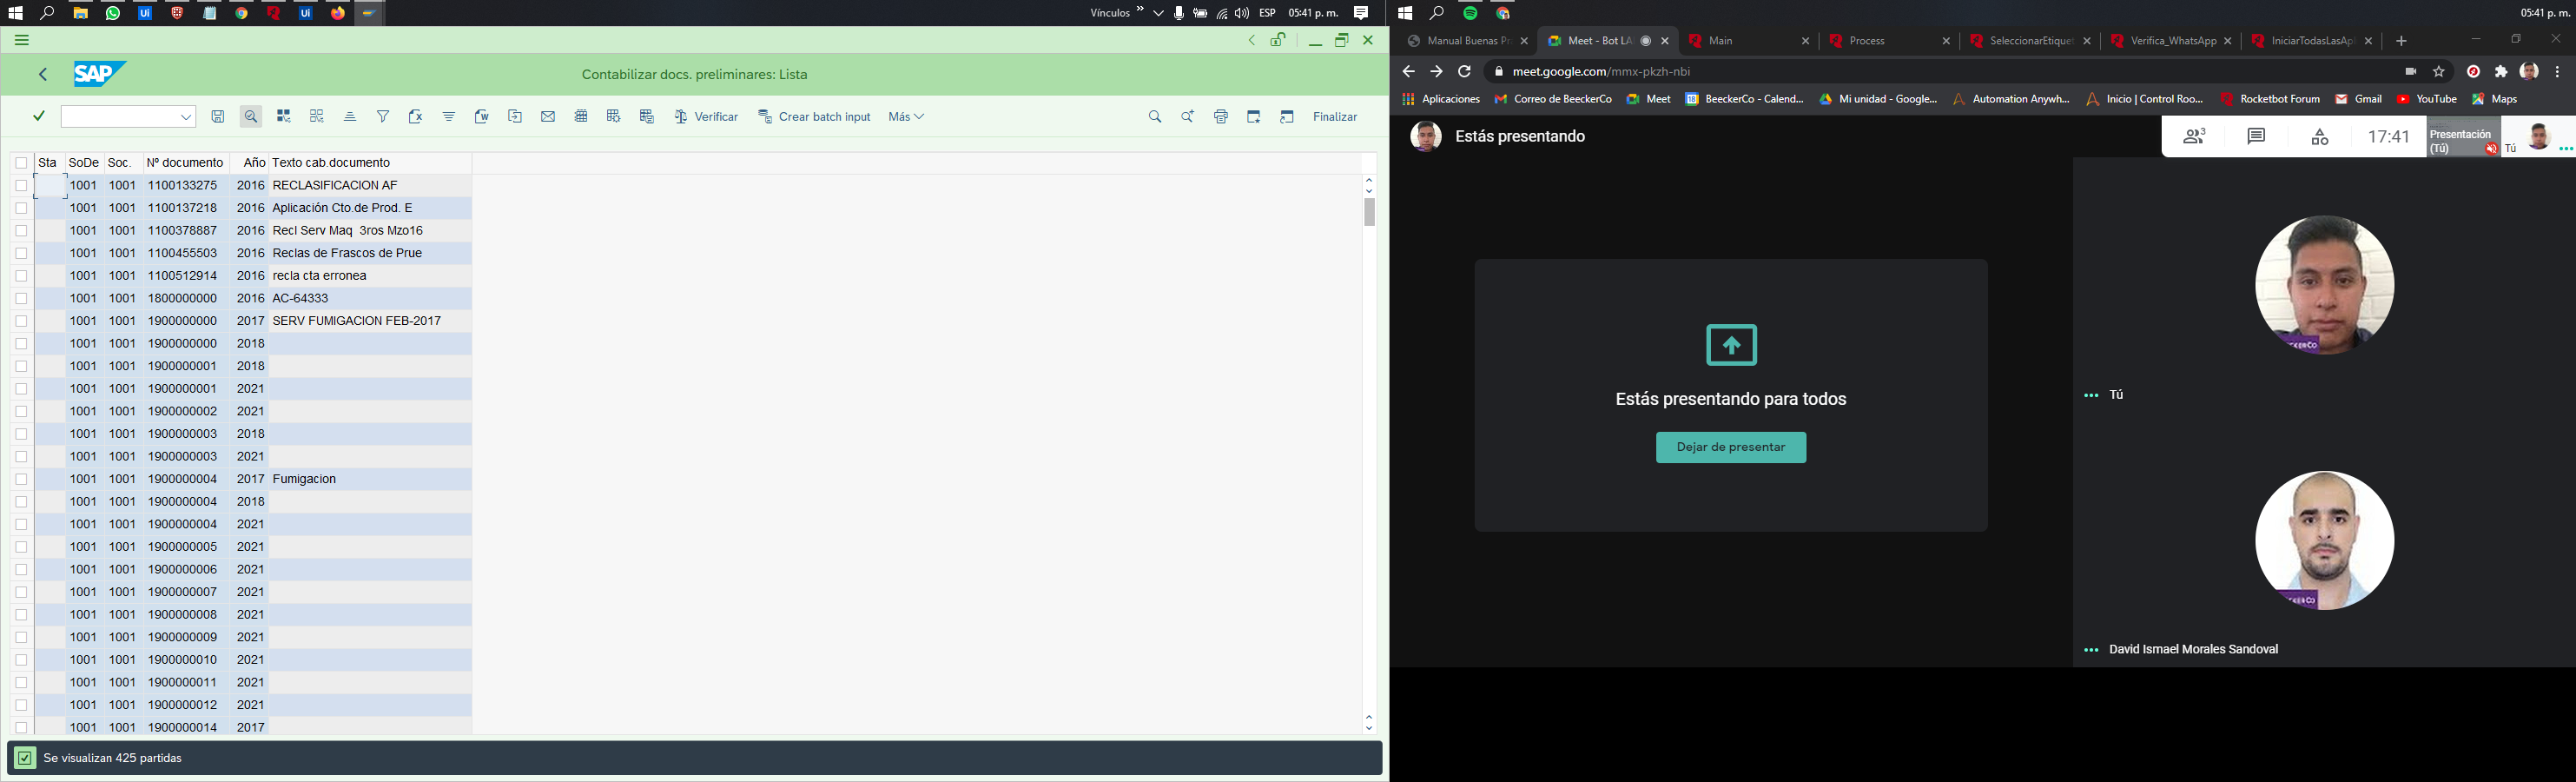 Vínculos
ESP
05:41 p. m.
SAP
Contabilizar docs. preliminares: Lista
Verificar
Crear batch input
Más
Finalizar
Sta SoDe Soc. Nº documento Año Texto cab.documento
1001 1001 1100133275 2016 RECLASIFICACION AF
1001 1001 1100137218 2016 Aplicación Cto.de Prod. E
1001 1001 1100378887 2016 Recl Serv Maq 3ros Mzo16
1001 1001 1100455503 2016 Reclas de Frascos de Prue
1001 1001 1100512914 2016 recla cta erronea
1001 1001 1800000000 2016 AC-64333
1001 1001 1900000000 2017 SERV FUMIGACION FEB-2017
1001 1001 1900000000 2018
1001 1001 1900000001 2018
1001 1001 1900000001 2021
1001 1001 1900000002 2021
1001 1001 1900000003 2018
1001 1001 1900000003 2021
1001 1001 1900000004 2017 Fumigacion
1001 1001 1900000004 2018
1001 1001 1900000004 2021
1001 1001 1900000005 2021
1001 1001 1900000006 2021
1001 1001 1900000007 2021
1001 1001 1900000008 2021
1001 1001 1900000009 2021
1001 1001 1900000010 2021
1001 1001 1900000011 2021
1001 1001 1900000012 2021
1001 1001 1900000014 2017
Se visualizan 425 partidas
05:41 p. m.
Manual Buenas Pr
Meet - Bot LA
Main
Process
SeleccionarEtiquet
Verifica_WhatsApp
IniciarTodasLasApl
meet.google.com/mmx-pkzh-nbi
Aplicaciones
Correo de BeeckerCo
Meet
BeeckerCo - Calend...
Mi unidad - Google...
Automation Anywh...
Inicio | Control Roo...
Rocketbot Forum
Gmail
YouTube
Maps
Estás presentando
3
17:41
Presentación
(Tú)
Tú
Estás presentando para todos
Dejar de presentar
Tú
David Ismael Morales Sandoval